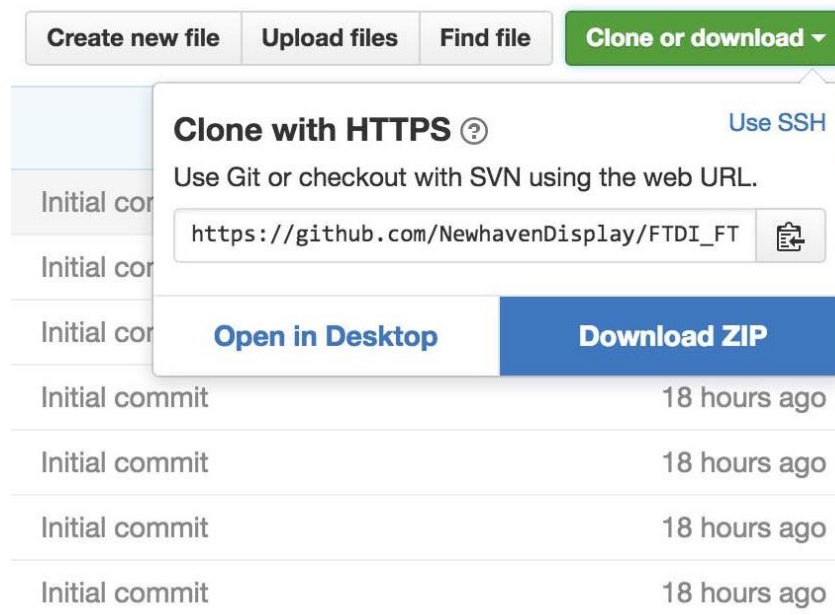 Create new file Upload files Find file Clone or download
Clone with HTTPS ? Use SSH
Use Git or checkout with SVN using the web URL.
Initial com
https://github.com/NewhavenDisplay/FTDI_FT
Initial com
Initial com
Open in Desktop Download ZIP
Initial commit 18 hours ago
Initial commit 18 hours ago
Initial commit 18 hours ago
Initial commit 18 hours ago